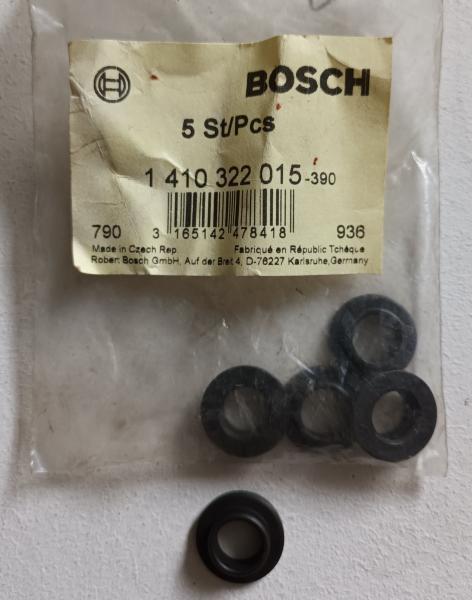 BOSCH
5 St/Pcs
1 410 322 015-390
790 3 165142 478418 936
Made in Czech Rep. Fabriqué en Républic Tchèque
Robert Bosch GmbH, Auf der Breit 4, D-76227 Karlsruhe,Germany